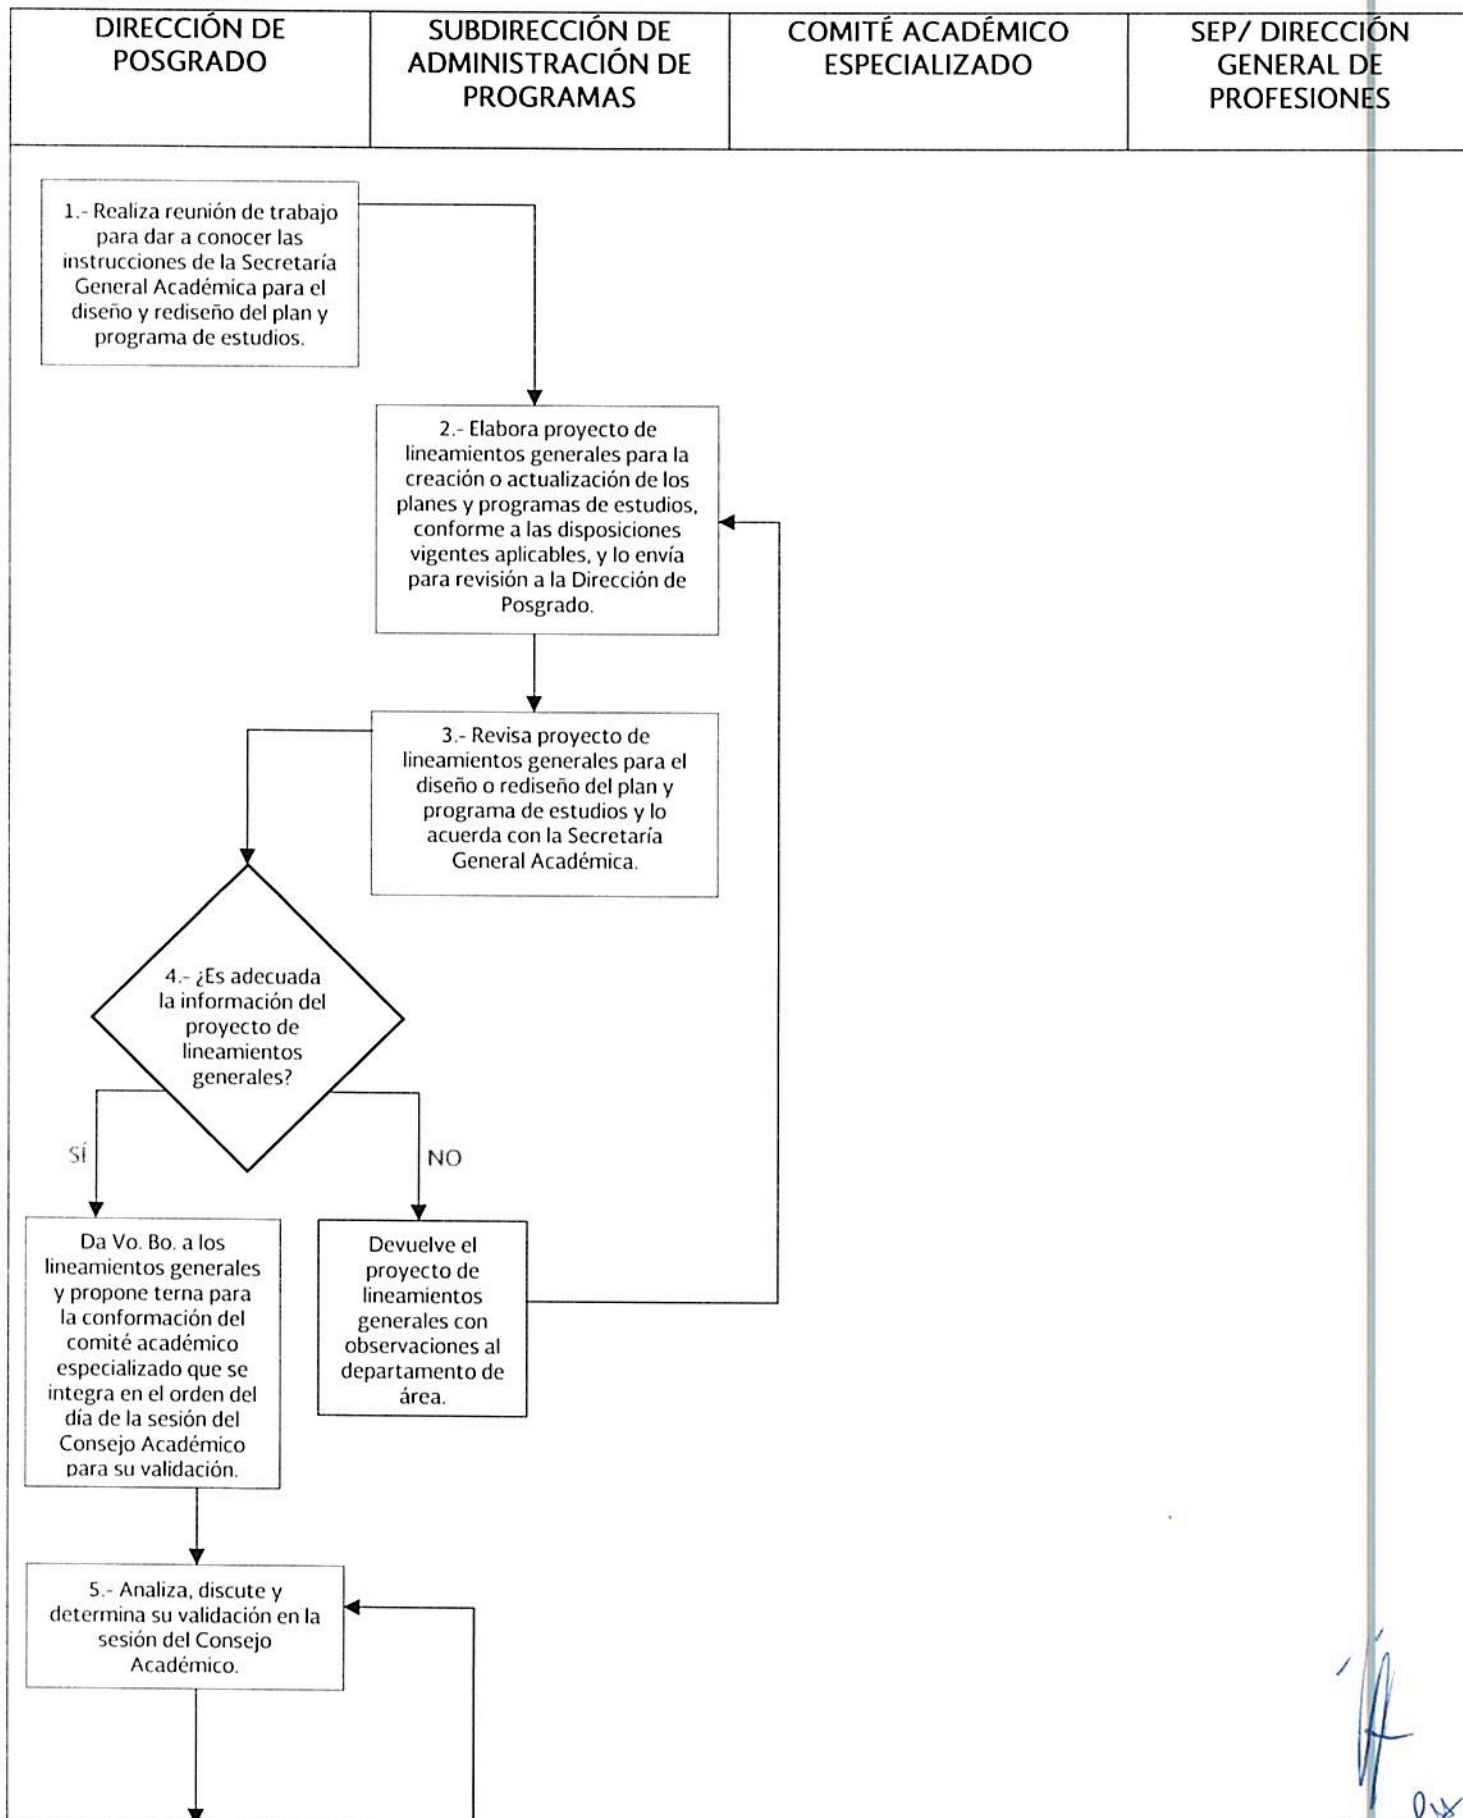 DIRECCIÓN DE
POSGRADO
SUBDIRECCIÓN DE
ADMINISTRACIÓN DE
PROGRAMAS
COMITÉ ACADÉMICO
ESPECIALIZADO
SEP/ DIRECCIÓN
GENERAL DE
PROFESIONES
1.- Realiza reunión de trabajo
para dar a conocer las
instrucciones de la Secretaría
General Académica para el
diseño y rediseño del plan y
programa de estudios.
2.- Elabora proyecto de
lineamientos generales para la
creación o actualización de los
planes y programas de estudios,
conforme a las disposiciones
vigentes aplicables, y lo envía
para revisión a la Dirección de
Posgrado.
3.- Revisa proyecto de
lineamientos generales para el
diseño o rediseño del plan y
programa de estudios y lo
acuerda con la Secretaría
General Académica.
4.- ¿Es adecuada
la información del
proyecto de
lineamientos
generales?
SÍ
NO
Da Vo. Bo. a los
lineamientos generales
y propone terna para
la conformación del
comité académico
especializado que se
integra en el orden del
día de la sesión del
Consejo Académico
para su validación.
Devuelve el
proyecto de
lineamientos
generales con
observaciones al
departamento de
área.
5.- Analiza, discute y
determina su validación en la
sesión del Consejo
Académico.